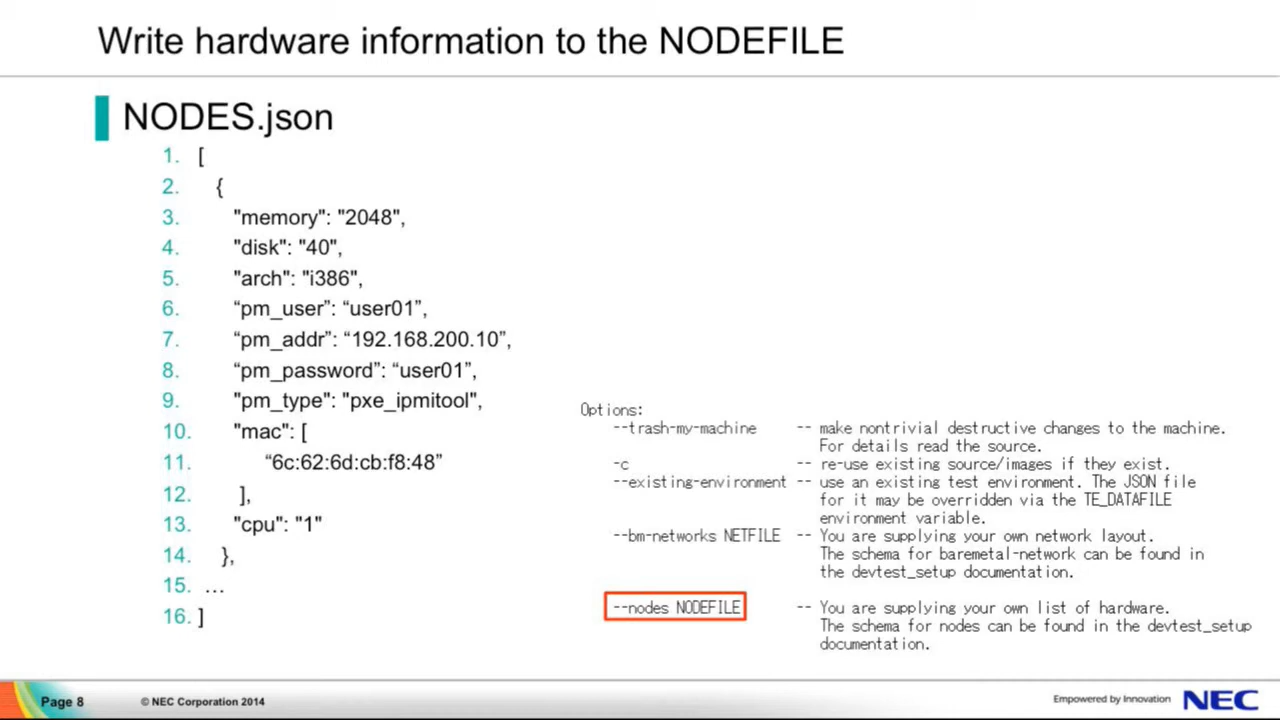 Write hardware information to the NODEFILE
NODES.json
1. [
2. {
3. "memory": "2048",
4. "disk": "40",
5. "arch": "i386",
6. “pm_user”: “user01”,
7. “pm_addr”: “192.168.200.10”,
8. “pm_password”: “user01”,
9. "pm_type": "pxe_ipmitool",
10. "mac": [
11. “6c:62:6d:cb:f8:48”
12. ],
13. "cpu": "1"
14. },
15. …
16. ]
Options:
--trash-my-machine -- make nontrivial destructive changes to the machine.
For details read the source.
-c -- re-use existing source/images if they exist.
--existing-environment -- use an existing test environment. The JSON file
for it may be overridden via the TE_DATAFILE
environment variable.
--bm-networks NETFILE -- You are supplying your own network layout.
The schema for baremetal-network can be found in
the devtest_setup documentation.
--nodes NODEFILE -- You are supplying your own list of hardware.
The schema for nodes can be found in the devtest_setup
documentation.
Page 8 © NEC Corporation 2014 Empowered by Innovation NEC